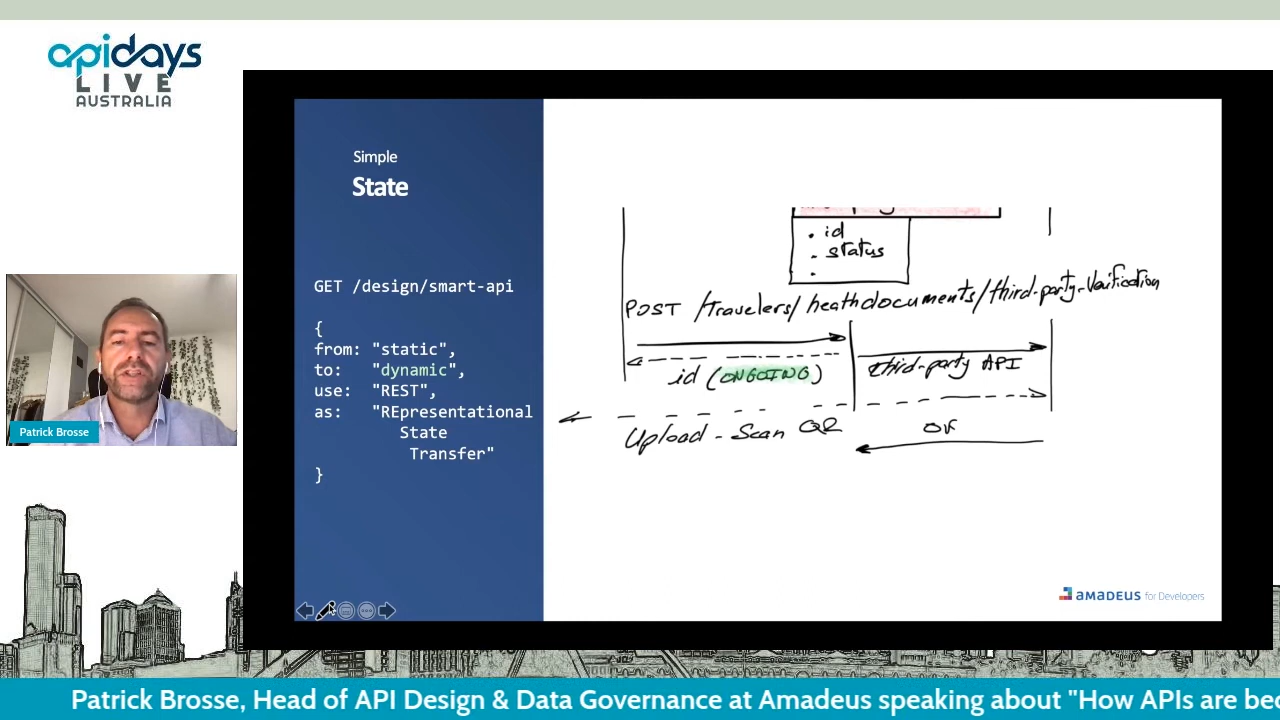 apidays
LIVE
AUSTRALIA
Simple
State
GET /design/smart-api
{
from: "static",
to: "dynamic",
use: "REST",
as: "REpresentational
State
Transfer"
}
. id
. status
.
POST /travelers/heathdocuments/third-party-verification
id (ONGOING)
third-party API
Upload - Scan QR
OK
amadeus for Developers
Patrick Brosse
Patrick Brosse, Head of API Design & Data Governance at Amadeus speaking about "How APIs are bec